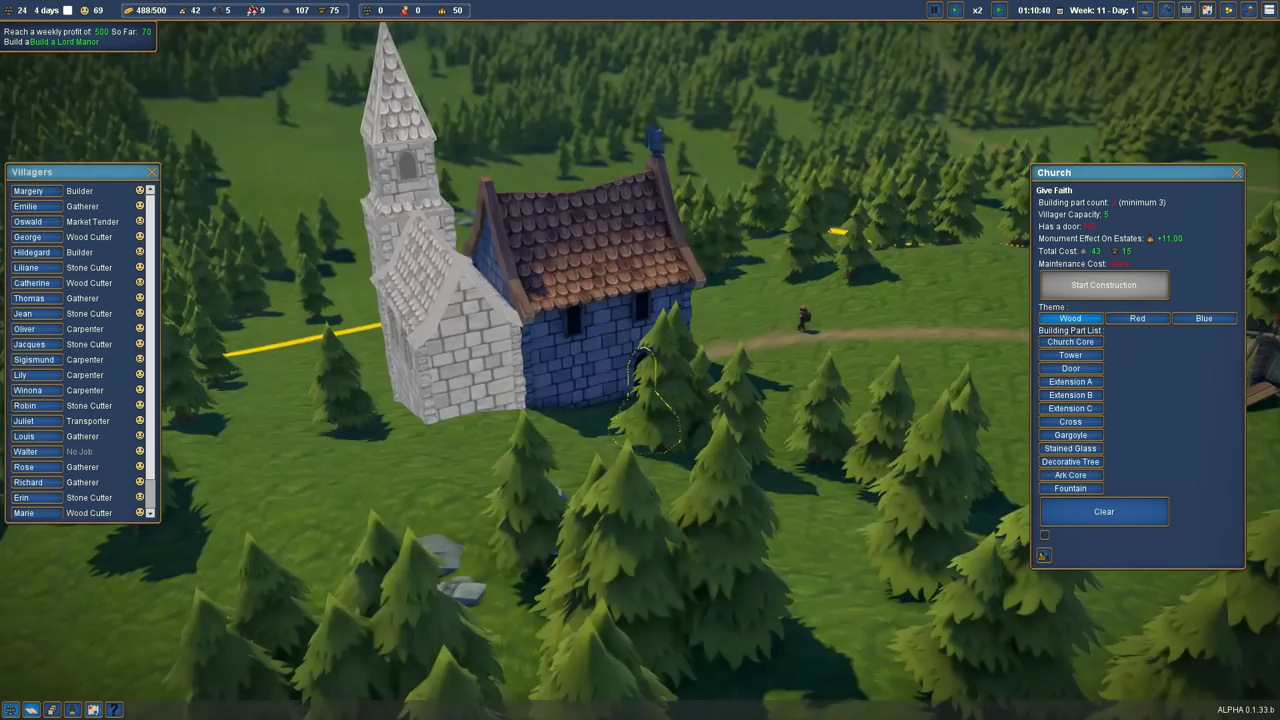 24 4 days 69 488/500 42 5 9 107 75 0 0 50 x2 01:10:40 Week: 11 - Day: 1
Reach a weekly profit of: 500 So Far: 70
Build a Build a Lord Manor
Villagers
Margery Builder
Emilie Gatherer
Oswald Market Tender
George Wood Cutter
Hildegard Builder
Liliane Stone Cutter
Catherine Wood Cutter
Thomas Gatherer
Jean Stone Cutter
Oliver Carpenter
Jacques Stone Cutter
Sigismund Carpenter
Lily Carpenter
Winona Carpenter
Robin Stone Cutter
Juliet Transporter
Louis Gatherer
Walter No Job
Rose Gatherer
Richard Gatherer
Erin Stone Cutter
Marie Wood Cutter
Church
Give Faith
Building part count: (minimum 3)
Villager Capacity: 5
Has a door:
Monument Effect On Estates: +11.00
Total Cost: 43 15
Maintenance Cost:
Start Construction
Theme :
Wood Red Blue
Building Part List :
Church Core
Tower
Door
Extension A
Extension B
Extension C
Cross
Gargoyle
Stained Glass
Decorative Tree
Ark Core
Fountain
Clear
?
ALPHA 0.1.33.b